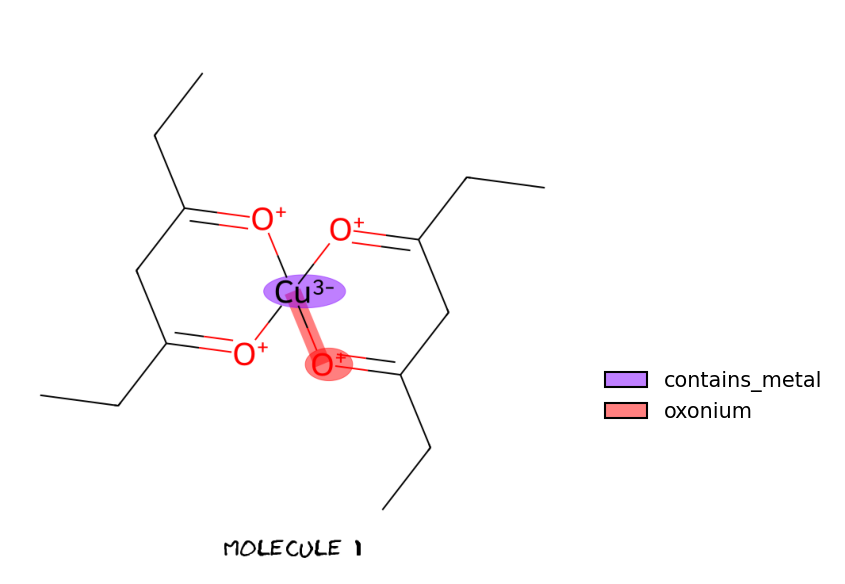 O+
O+
Cu3–
O+
O+
contains_metal
oxonium
MOLECULE 1